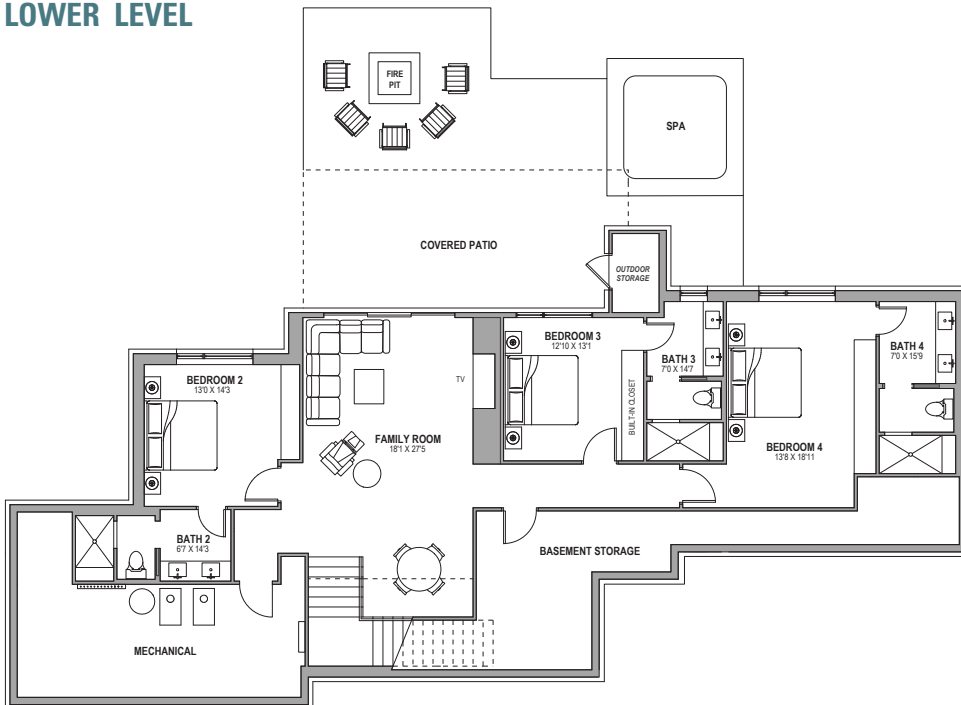 LOWER LEVEL
FIRE
PIT
SPA
COVERED PATIO
OUTDOOR
STORAGE
BEDROOM 2
13'0 X 14'3
TV
FAMILY ROOM
18'1 X 27'5
BEDROOM 3
12'10 X 13'1
BUILT-IN CLOSET
BATH 3
7'0 X 14'7
BEDROOM 4
13'8 X 18'11
BATH 4
7'0 X 15'9
BATH 2
6'7 X 14'3
BASEMENT STORAGE
MECHANICAL